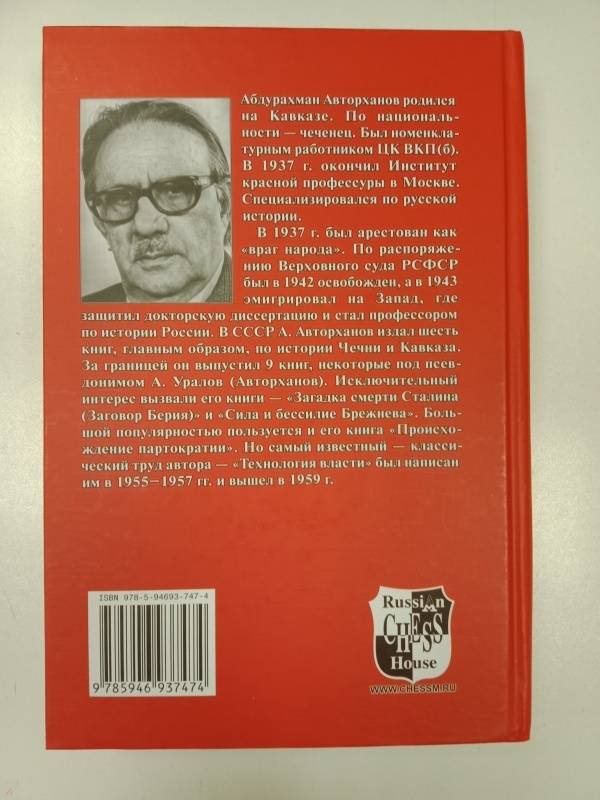 Абдурахман Авторханов родился
на Кавказе. По националь-
ности — чеченец. Был номенкла-
турным работником ЦК ВКП(б).
В 1937 г. окончил Институт
красной профессуры в Москве.
Специализировался по русской
истории.
В 1937 г. был арестован как
«враг народа». По распоряже-
нию Верховного суда РСФСР
был в 1942 освобожден, а в 1943
эмигрировал на Запад, где
защитил докторскую диссертацию и стал профессором
по истории России. В СССР А. Авторханов издал шесть
книг, главным образом, по истории Чечни и Кавказа.
За границей он выпустил 9 книг, некоторые под псев-
донимом А. Уралов (Авторханов). Исключительный
интерес вызвали его книги — «Загадка смерти Сталина
(Заговор Берия)» и «Сила и бессилие Брежнева». Боль-
шой популярностью пользуется и его книга «Происхо-
ждение партократии». Но самый известный — класси-
ческий труд автора — «Технология власти» был написан
им в 1955—1957 гг. и вышел в 1959 г.
ISBN 978-5-94693-747-4
9 785946 937474
Russian
CHESS
House
WWW.CHESSM.RU